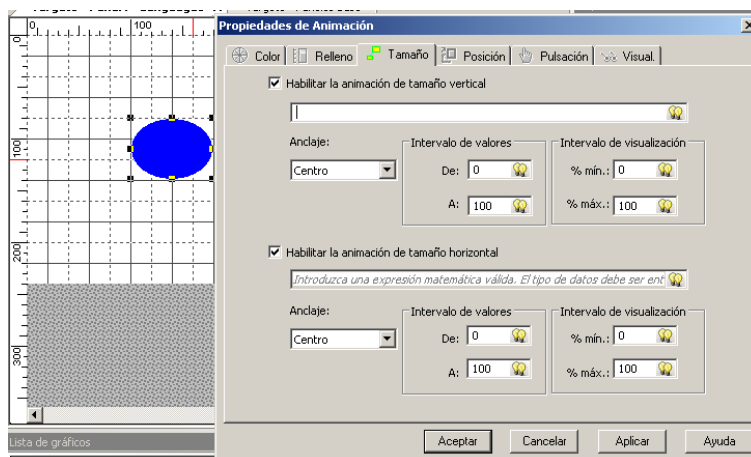 Propiedades de Animación
0 100
Color Relleno Tamaño Posición Pulsación Visual.
Habilitar la animación de tamaño vertical
Anclaje: Intervalo de valores Intervalo de visualización
Centro De: 0 % mín.: 0
A: 100 % máx.: 100
Habilitar la animación de tamaño horizontal
Introduzca una expresión matemática válida. El tipo de datos debe ser ent
Anclaje: Intervalo de valores Intervalo de visualización
Centro De: 0 % mín.: 0
A: 100 % máx.: 100
0
100
200
300
Lista de gráficos
Aceptar Cancelar Aplicar Ayuda